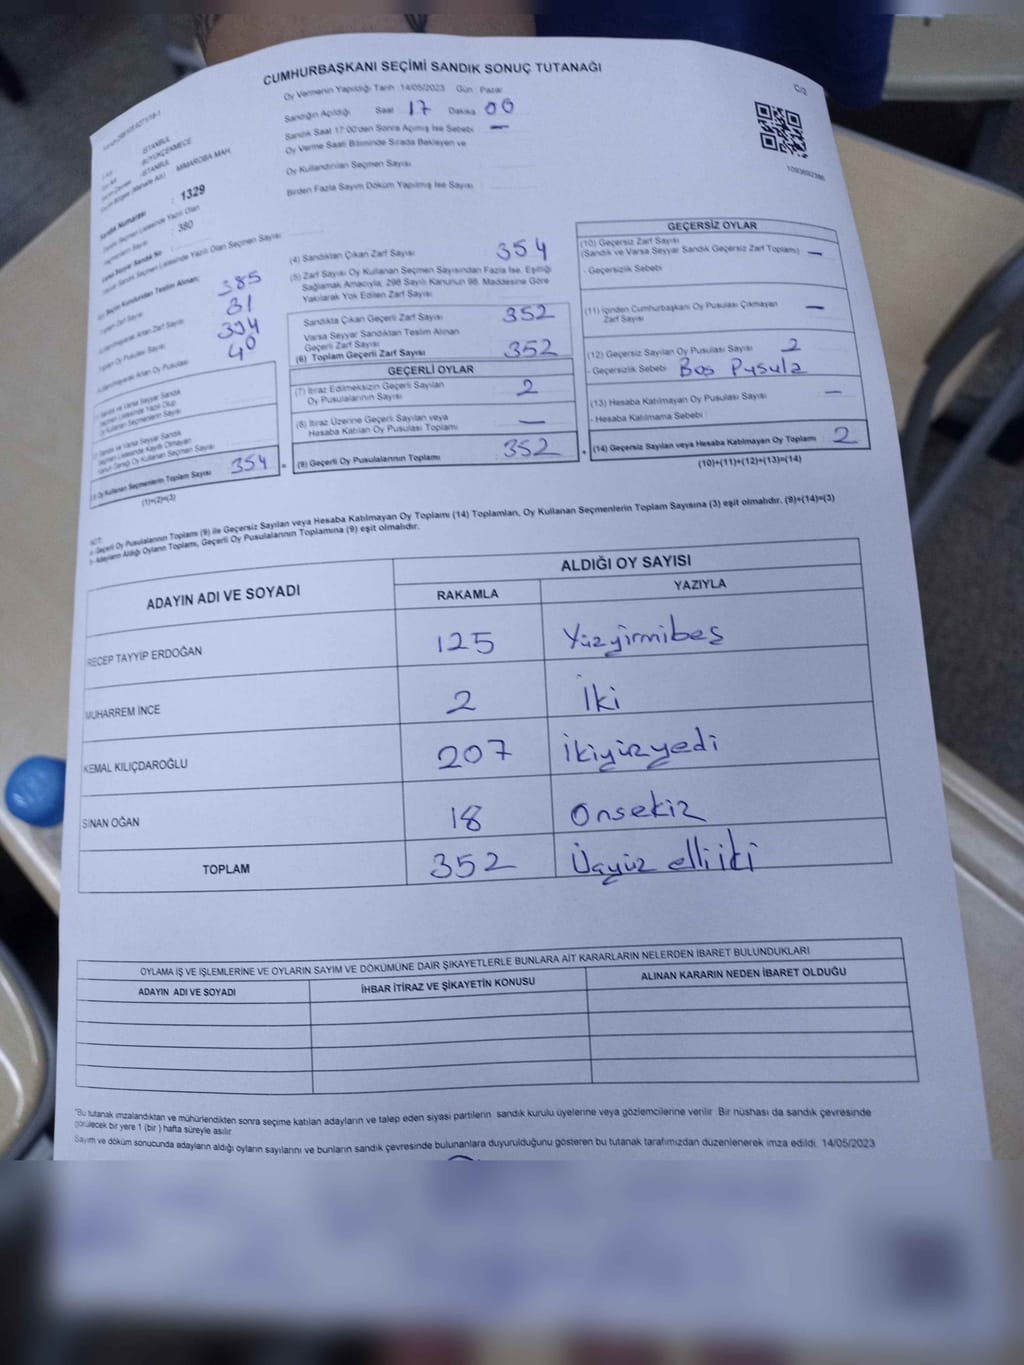 CUMHURBAŞKANI SEÇİMİ SANDIK SONUÇ TUTANAĞI
C/2
Oy Vermenin Yapıldığı Tarih 14/05/2023 Gün : Pazar
Sandığın Açıldığı Saat 17 Dakika 00
Sandık Saat 17:00'den Sonra Açılmış İse Sebebi —
Oy Verme Saati Bitiminde Sırada Bekleyen ve
Oy Kullandırılan Seçmen Sayısı
Birden Fazla Sayım Döküm Yapılmış İse Sayısı
İSTANBUL
BÜYÜKÇEKMECE
İSTANBUL
MİMAROBA MAH.
Sandık Numarası : 1329
Sandık Seçmen Listesinde Yazılı Olan
Seçmenlerin Sayısı : 380
385
31
394
40
354
(1)+(2)=(3)
(4) Sandıktan Çıkan Zarf Sayısı 354
(5) Zarf Sayısı Oy Kullanan Seçmen Sayısından Fazla İse, Eşitliği
Sağlamak Amacıyla, 298 Sayılı Kanunun 98. Maddesine Göre
Yakılarak Yok Edilen Zarf Sayısı
Sandıkta Çıkan Geçerli Zarf Sayısı 352
Varsa Seyyar Sandıktan Teslim Alınan
Geçerli Zarf Sayısı
(6) Toplam Geçerli Zarf Sayısı 352
GEÇERLİ OYLAR
(7) İtiraz Edilmeksizin Geçerli Sayılan
Oy Pusulalarının Sayısı 2
(8) İtiraz Üzerine Geçerli Sayılan veya
Hesaba Katılan Oy Pusulası Toplamı —
(9) Geçerli Oy Pusulalarının Toplamı 352
GEÇERSİZ OYLAR
(10) Geçersiz Zarf Sayısı
(Sandık ve Varsa Seyyar Sandık Geçersiz Zarf Toplamı) —
- Geçersizlik Sebebi
(11) İçinden Cumhurbaşkanı Oy Pusulası Çıkmayan
Zarf Sayısı —
(12) Geçersiz Sayılan Oy Pusulası Sayısı 2
- Geçersizlik Sebebi Boş Pusula
(13) Hesaba Katılmayan Oy Pusulası Sayısı —
- Hesaba Katılmama Sebebi
(14) Geçersiz Sayılan veya Hesaba Katılmayan Oy Toplamı 2
(10)+(11)+(12)+(13)=(14)
Geçerli Oy Pusulalarının Toplamı (9) ile Geçersiz Sayılan veya Hesaba Katılmayan Oy Toplamı (14) Toplamları, Oy Kullanan Seçmenlerin Toplam Sayısına (3) eşit olmalıdır. (9)+(14)=(3)
Adayların Aldığı Oyların Toplamı, Geçerli Oy Pusulalarının Toplamına (9) eşit olmalıdır.
ADAYIN ADI VE SOYADI
ALDIĞI OY SAYISI
RAKAMLA YAZIYLA
RECEP TAYYİP ERDOĞAN 125 Yüzyirmibeş
MUHARREM İNCE 2 İki
KEMAL KILIÇDAROĞLU 207 İkiyüzyedi
SİNAN OĞAN 18 Onsekiz
TOPLAM 352 Üçyüz elli iki
OYLAMA İŞ VE İŞLEMLERİNE VE OYLARIN SAYIM VE DÖKÜMÜNE DAİR ŞİKAYETLERLE BUNLARA AİT KARARLARIN NELERDEN İBARET BULUNDUKLARI
ADAYIN ADI VE SOYADI İHBAR İTİRAZ VE ŞİKAYETİN KONUSU ALINAN KARARIN NEDEN İBARET OLDUĞU
"Bu tutanak imzalandıktan ve mühürlendikten sonra seçime katılan adayların ve talep eden siyasi partilerin sandık kurulu üyelerine veya gözlemcilerine verilir. Bir nüshası da sandık çevresinde
görülecek bir yere 1 (bir) hafta süreyle asılır.
Sayım ve döküm sonucunda adayların aldığı oyların sayılarını ve bunların sandık çevresinde bulunanlara duyurulduğunu gösteren bu tutanak tarafımızdan düzenlenerek imza edildi. 14/05/2023